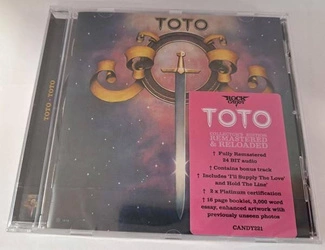 TOTO
TOTO - TOTO
ROCK
CANDY
TOTO
REMASTERED
& RELOADED
↑ Fully Remastered
24 BIT audio
↑ Contains bonus track
↑ Includes 'I'll Supply The Love'
and 'Hold The Line'
↑ 2 x Platinum certification
↑ 16 page booklet, 3,000 word
essay, enhanced artwork with
previously unseen photos
CANDY221